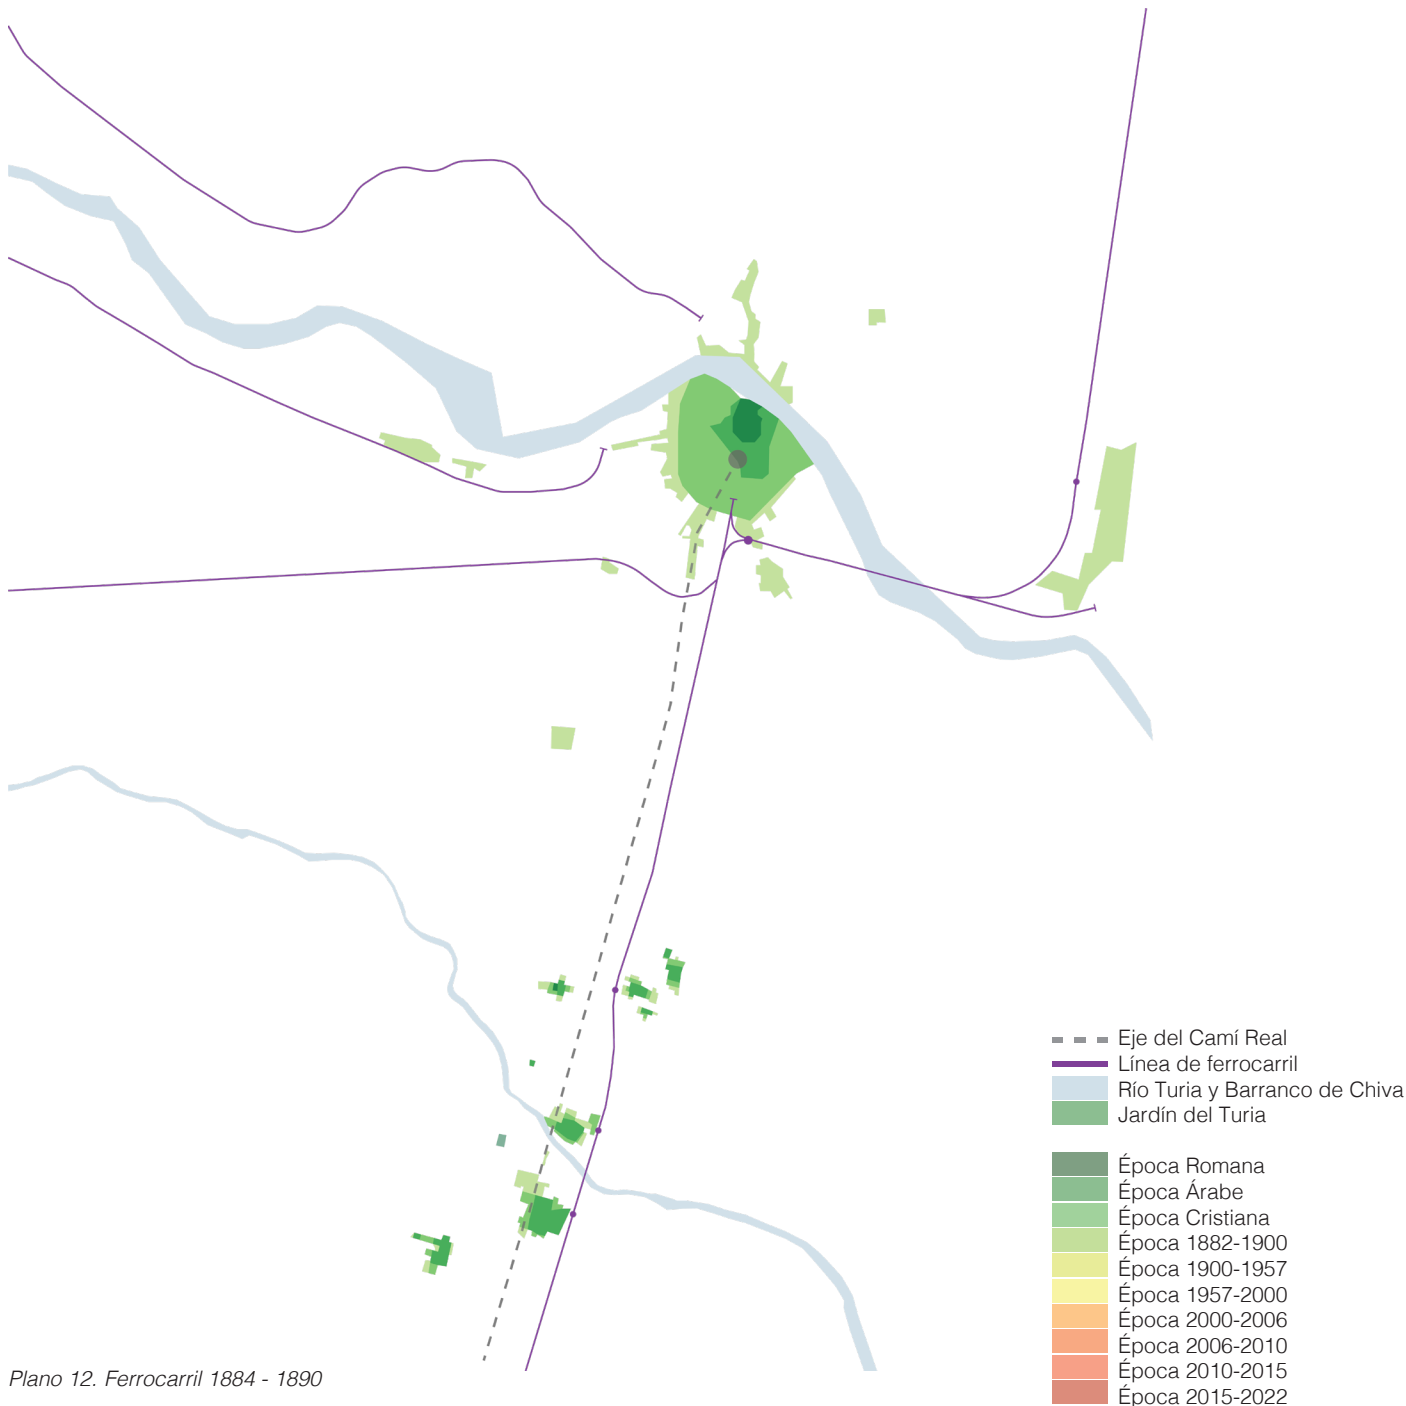 Eje del Camí Real
Línea de ferrocarril
Río Turia y Barranco de Chiva
Jardín del Turia
Época Romana
Época Árabe
Época Cristiana
Época 1882-1900
Época 1900-1957
Época 1957-2000
Época 2000-2006
Época 2006-2010
Época 2010-2015
Época 2015-2022
Plano 12. Ferrocarril 1884 - 1890